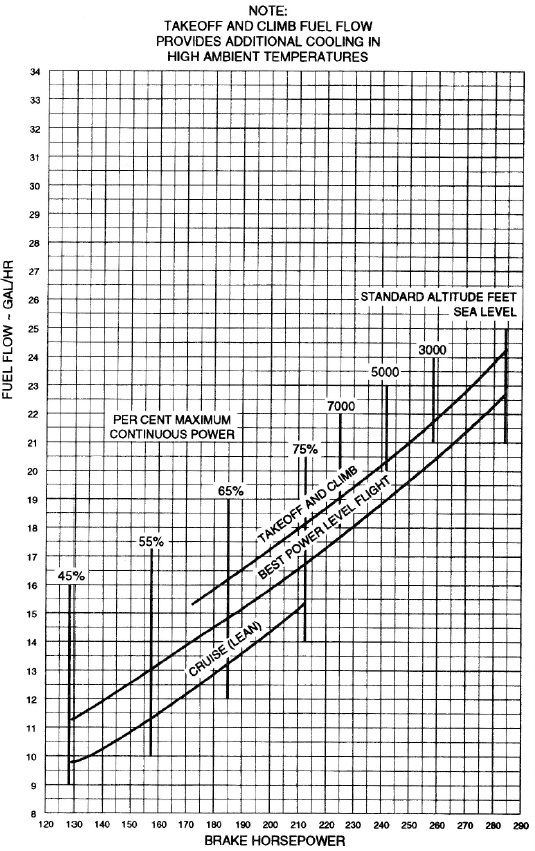 NOTE:
TAKEOFF AND CLIMB FUEL FLOW
PROVIDES ADDITIONAL COOLING IN
HIGH AMBIENT TEMPERATURES
34
33
32
31
30
29
28
27
26
25
24
23
22
21
20
19
18
17
16
15
14
13
12
11
10
9
8
FUEL FLOW ~ GAL/HR
STANDARD ALTITUDE FEET
SEA LEVEL
3000
5000
7000
PER CENT MAXIMUM
CONTINUOUS POWER
75%
65%
55%
45%
TAKEOFF AND CLIMB
BEST POWER LEVEL FLIGHT
CRUISE (LEAN)
120 130 140 150 160 170 180 190 200 210 220 230 240 250 260 270 280 290
BRAKE HORSEPOWER